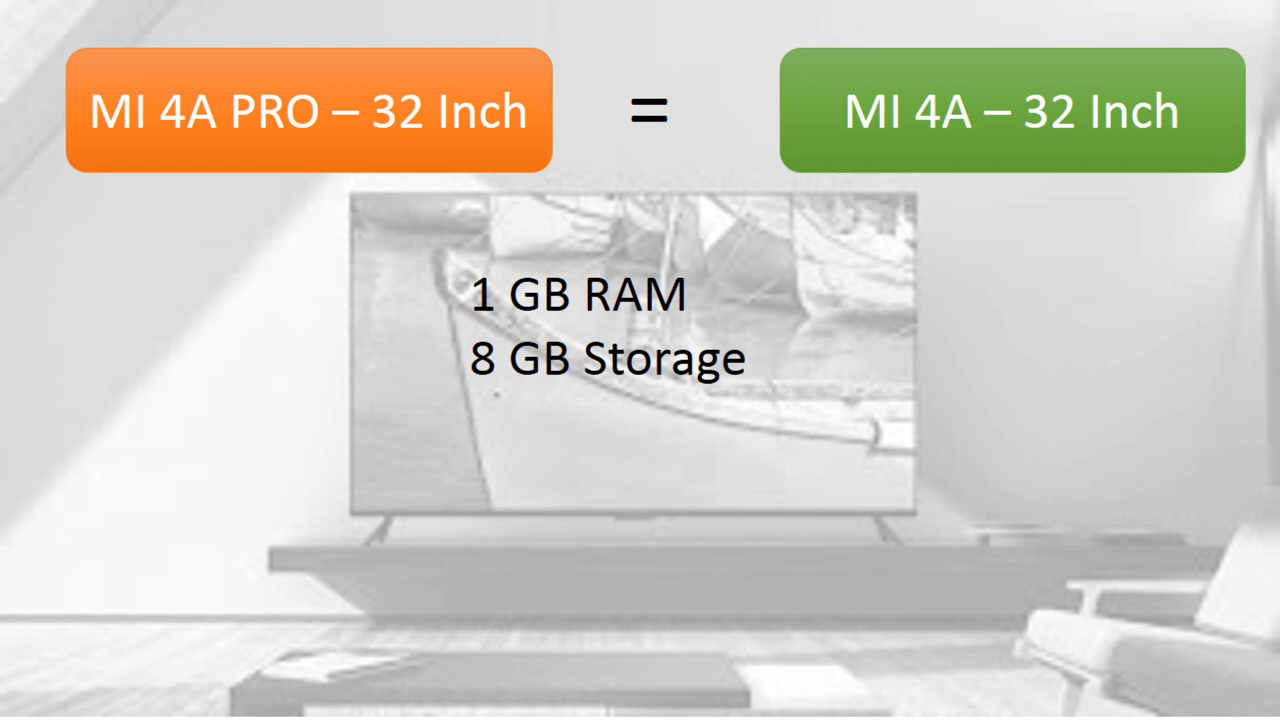 MI 4A PRO – 32 Inch
=
MI 4A – 32 Inch
1 GB RAM
8 GB Storage